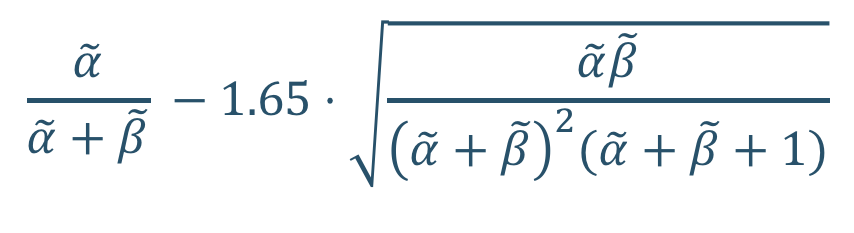 α̃/(α̃ + β̃) − 1.65 · √(α̃β̃/((α̃ + β̃)²(α̃ + β̃ + 1)))